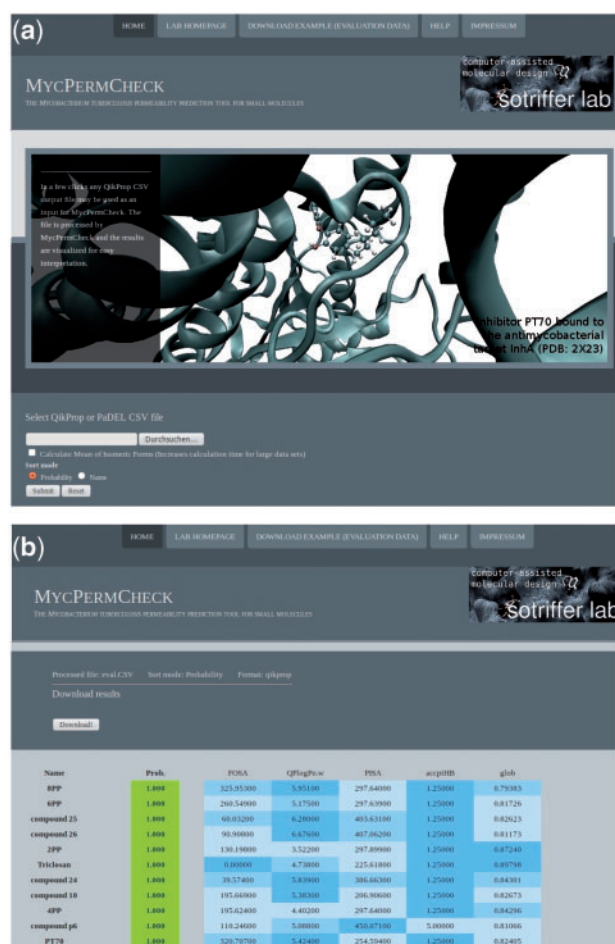 (a)
HOME LAB HOMEPAGE DOWNLOAD EXAMPLE (EVALUATION DATA) HELP IMPRESSUM
computer-assisted
molecular design
sotriffer lab
MYCPERMCHECK
THE MYCOBACTERIUM TUBERCULOSIS PERMEABILITY PREDICTION TOOL FOR SMALL MOLECULES
In a few clicks any QikProp CSV
output file may be used as an
input for MycPermCheck. The
file is processed by
MycPermCheck and the results
are visualized for easy
interpretation.
Inhibitor PT70 bound to
the antimycobacterial
target InhA (PDB: 2X23)
Select QikProp or PaDEL CSV file
Durchsuchen...
Calculate Mean of Isomeric Forms (Increases calculation time for large data sets)
Sort mode
Probability Name
Submit Reset
(b)
HOME LAB HOMEPAGE DOWNLOAD EXAMPLE (EVALUATION DATA) HELP IMPRESSUM
computer-assisted
molecular design
sotriffer lab
MYCPERMCHECK
THE MYCOBACTERIUM TUBERCULOSIS PERMEABILITY PREDICTION TOOL FOR SMALL MOLECULES
Processed file: eval.CSV Sort mode: Probability Format: qikprop
Download results
Download!
Name Prob. FOSA QPlogPo.w PISA accptHB glob
8PP 1.000 325.95300 5.95100 297.64000 1.25000 0.79383
6PP 1.000 260.54900 5.17500 297.63900 1.25000 0.81726
compound 25 1.000 60.03200 6.28000 403.63100 1.25000 0.82623
compound 26 1.000 90.90800 6.67600 407.06200 1.25000 0.81173
2PP 1.000 130.19800 3.52200 297.89900 1.25000 0.87240
Triclosan 1.000 0.00000 4.73800 225.61800 1.25000 0.89798
compound 24 1.000 39.57400 5.83900 386.66300 1.25000 0.84301
compound 10 1.000 195.66900 5.38300 206.90600 1.25000 0.82673
4PP 1.000 195.62400 4.40200 297.64000 1.25000 0.84296
compound p6 1.000 110.24600 5.08800 450.07100 5.00000 0.81066
PT70 1.000 320.70700 5.42400 254.59400 1.25000 0.82405